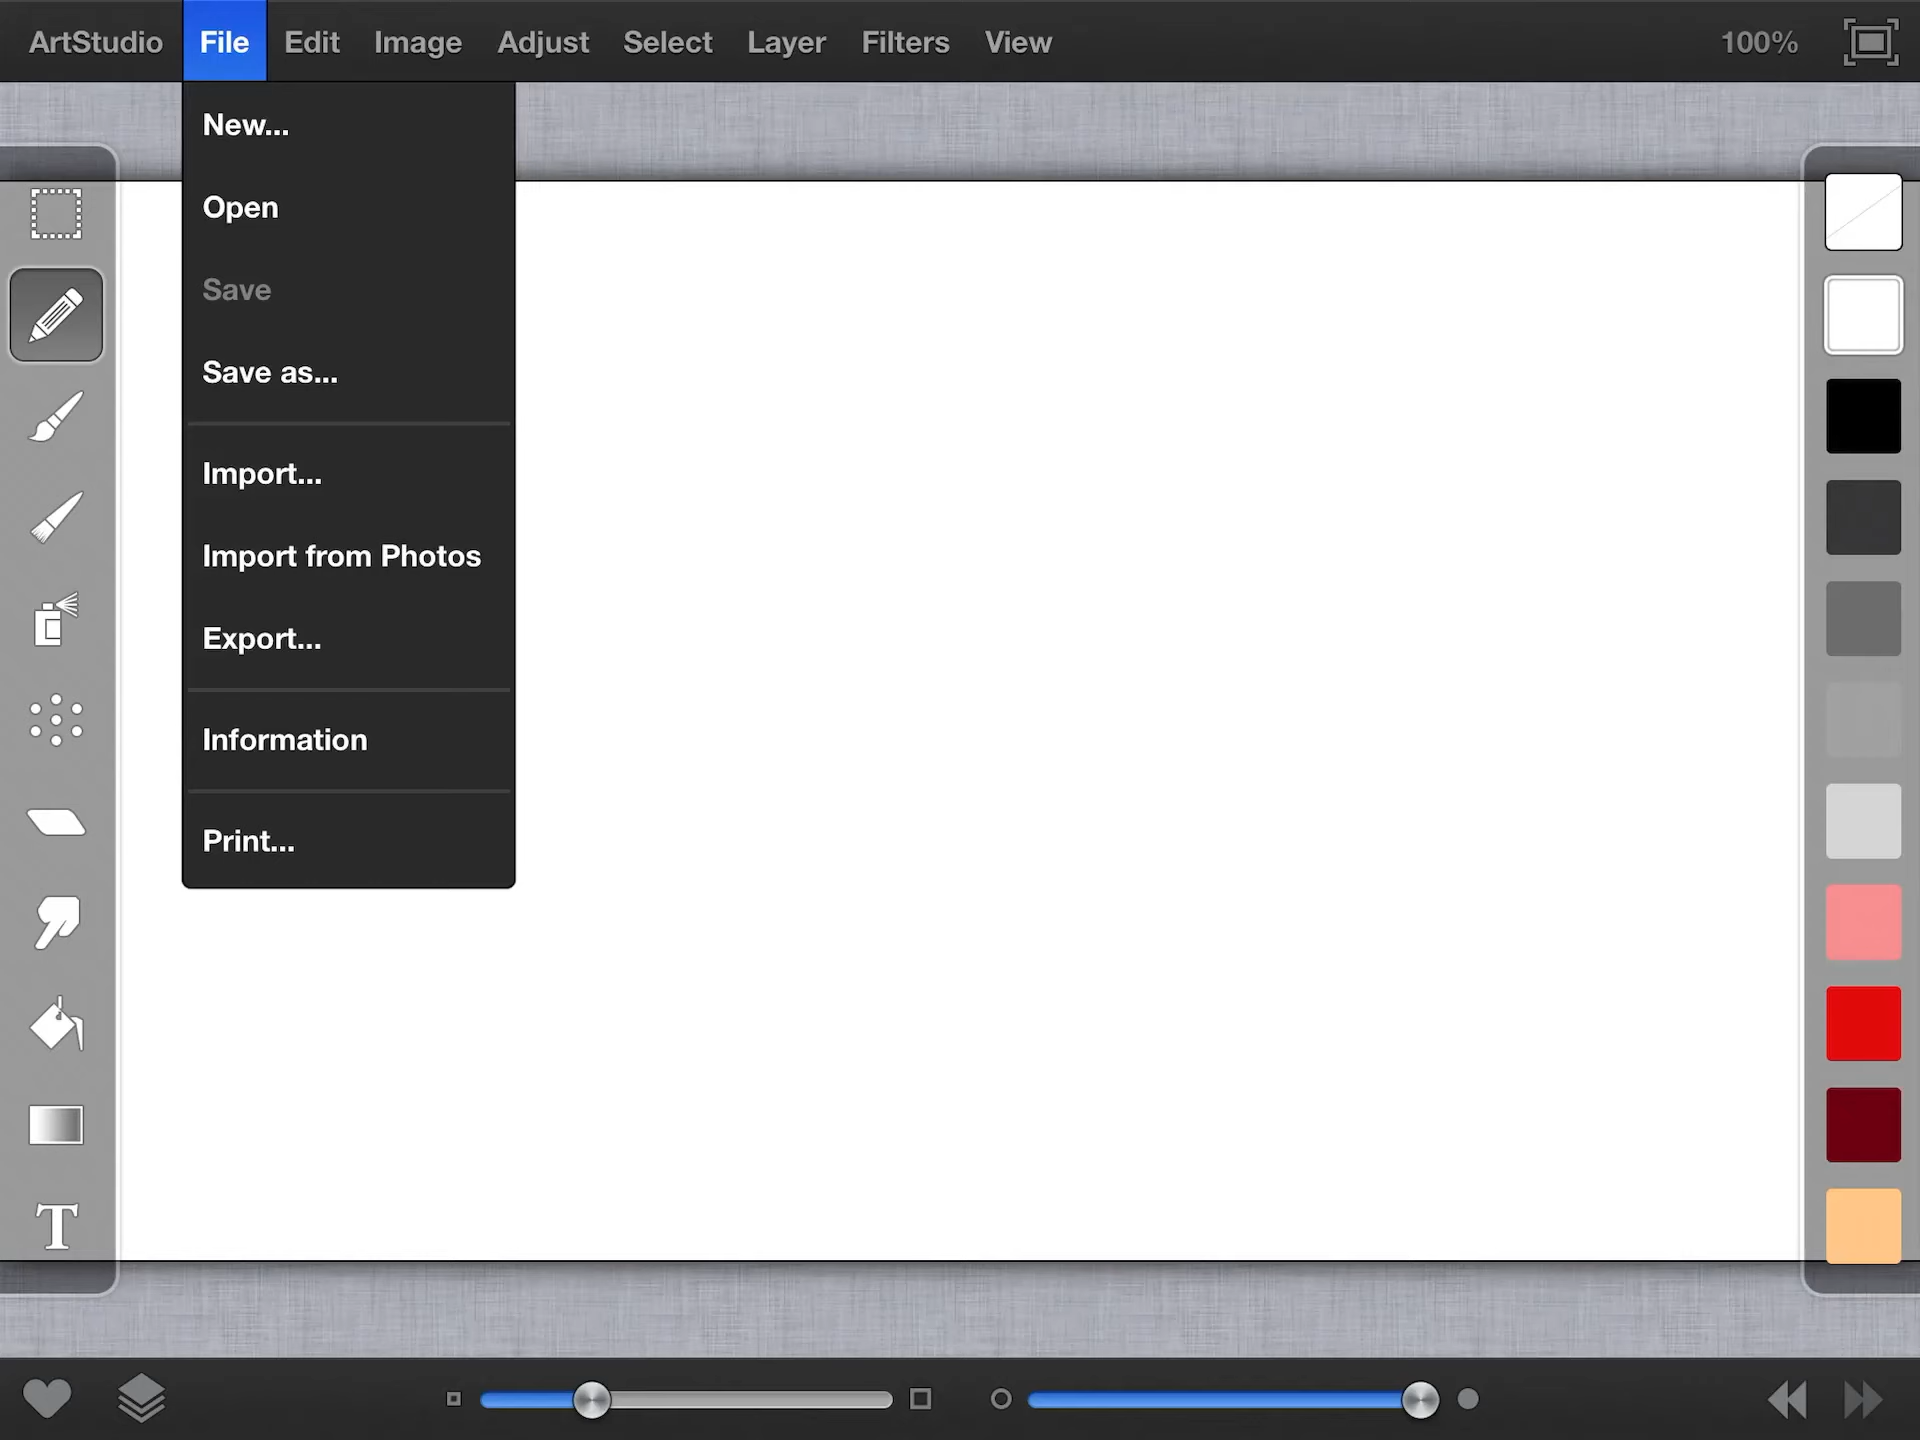 ArtStudio File Edit Image Adjust Select Layer Filters View 100%
New...
Open
Save
Save as...
Import...
Import from Photos
Export...
Information
Print...
T